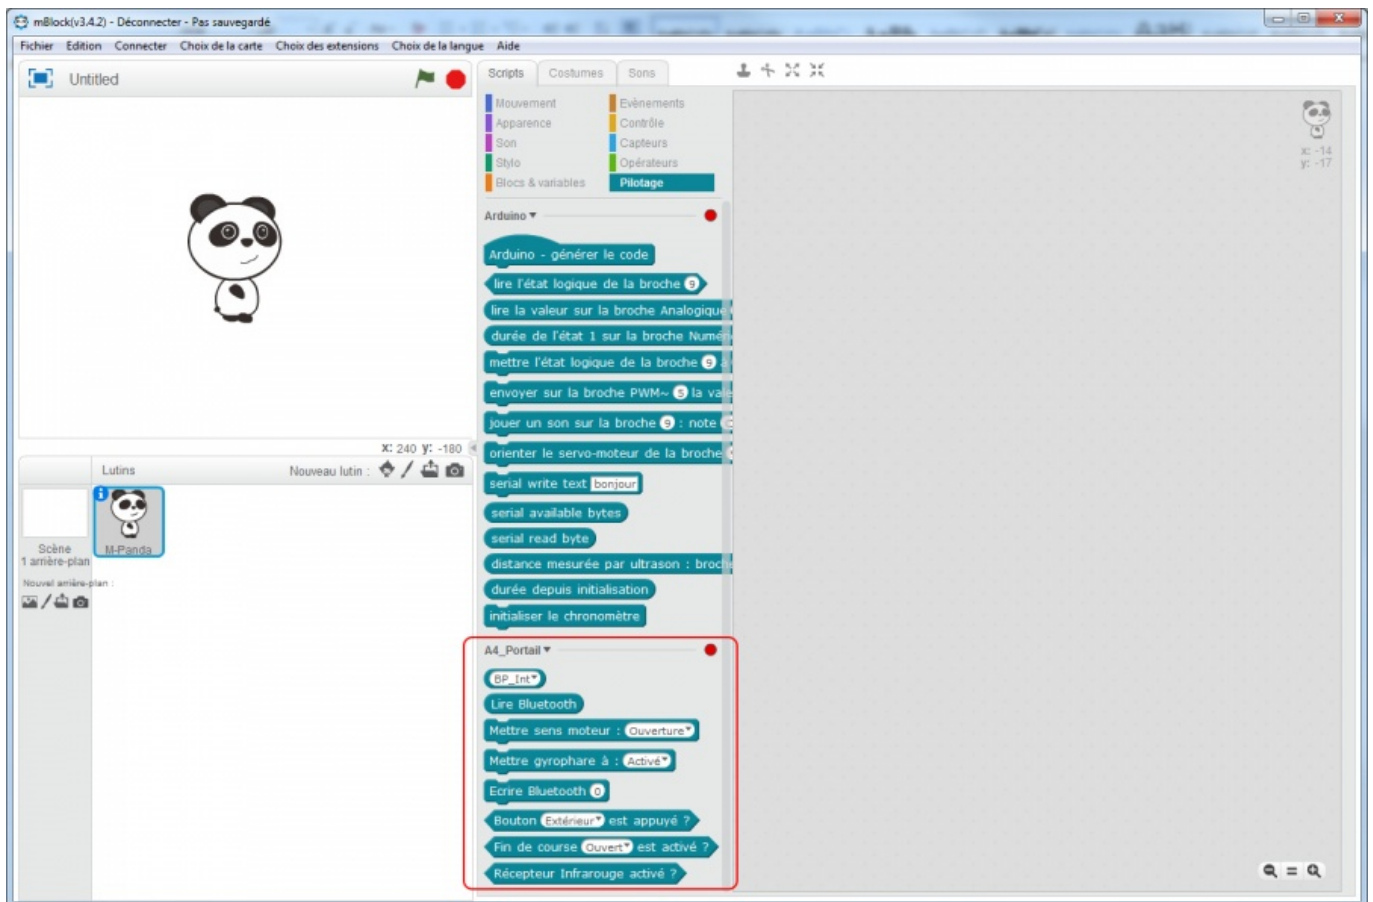 mBlock(v3.4.2) - Déconnecter - Pas sauvegardé
Fichier Edition Connecter Choix de la carte Choix des extensions Choix de la langue Aide
Untitled
Scripts Costumes Sons
Mouvement Evènements
Apparence Contrôle
Son Capteurs
Stylo Opérateurs
Blocs & variables Pilotage
x: -14
y: -17
Arduino
Arduino - générer le code
lire l'état logique de la broche 9
lire la valeur sur la broche Analogique
durée de l'état 1 sur la broche Numé
mettre l'état logique de la broche 9 à
envoyer sur la broche PWM~ 5 la vale
jouer un son sur la broche 9 : note
orienter le servo-moteur de la broche
serial write text bonjour
serial available bytes
serial read byte
distance mesurée par ultrason : broch
durée depuis initialisation
initialiser le chronomètre
A4_Portail
BP_Int
Lire Bluetooth
Mettre sens moteur : Ouverture
Mettre gyrophare à : Activé
Ecrire Bluetooth 0
Bouton Extérieur est appuyé ?
Fin de course Ouvert est activé ?
Récepteur Infrarouge activé ?
X: 240 y: -180
Lutins Nouveau lutin :
Scène
1 arrière-plan
M-Panda
Nouvel arrière-plan :